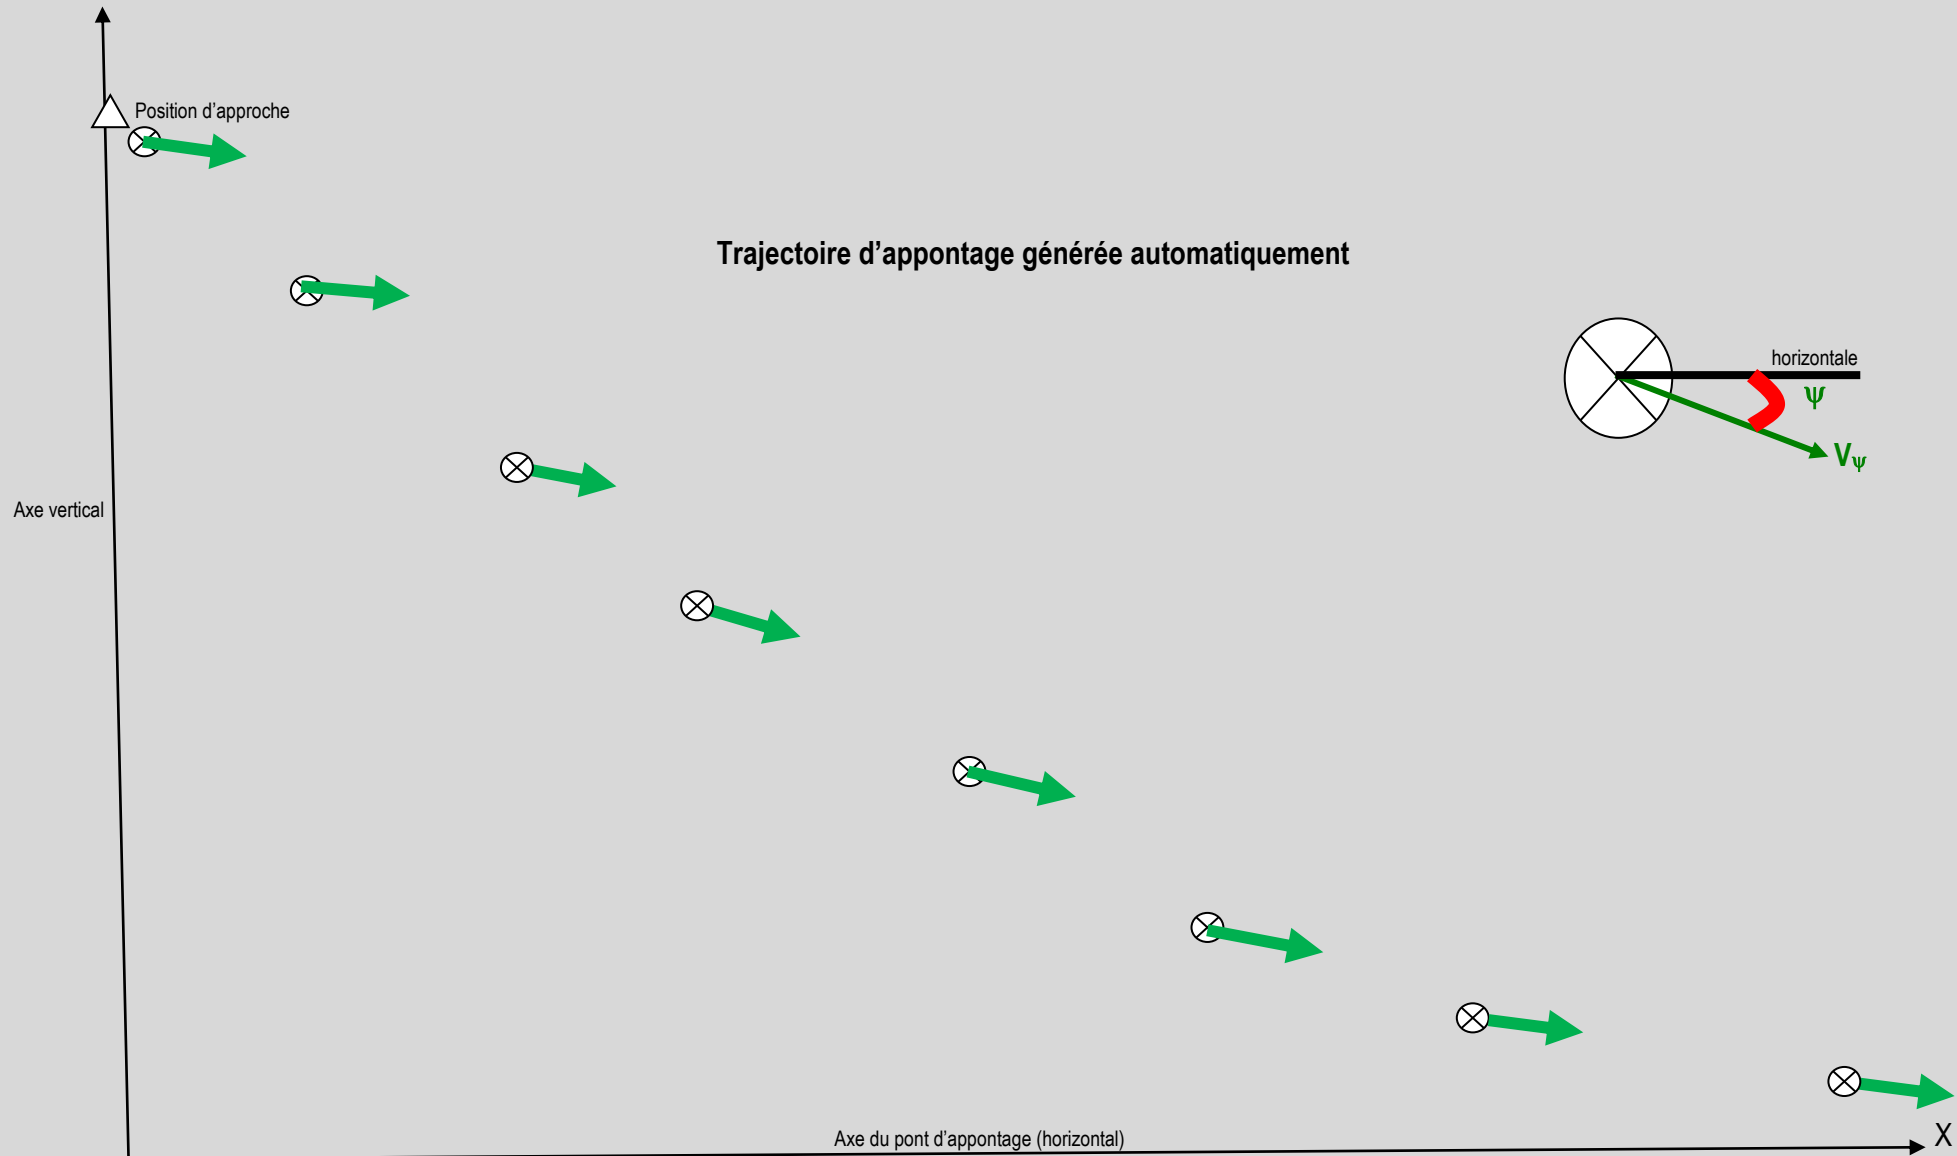 Position d’approche
Trajectoire d’appontage générée automatiquement
horizontale
Ψ
VΨ
Axe vertical
Axe du pont d’appontage (horizontal)
X